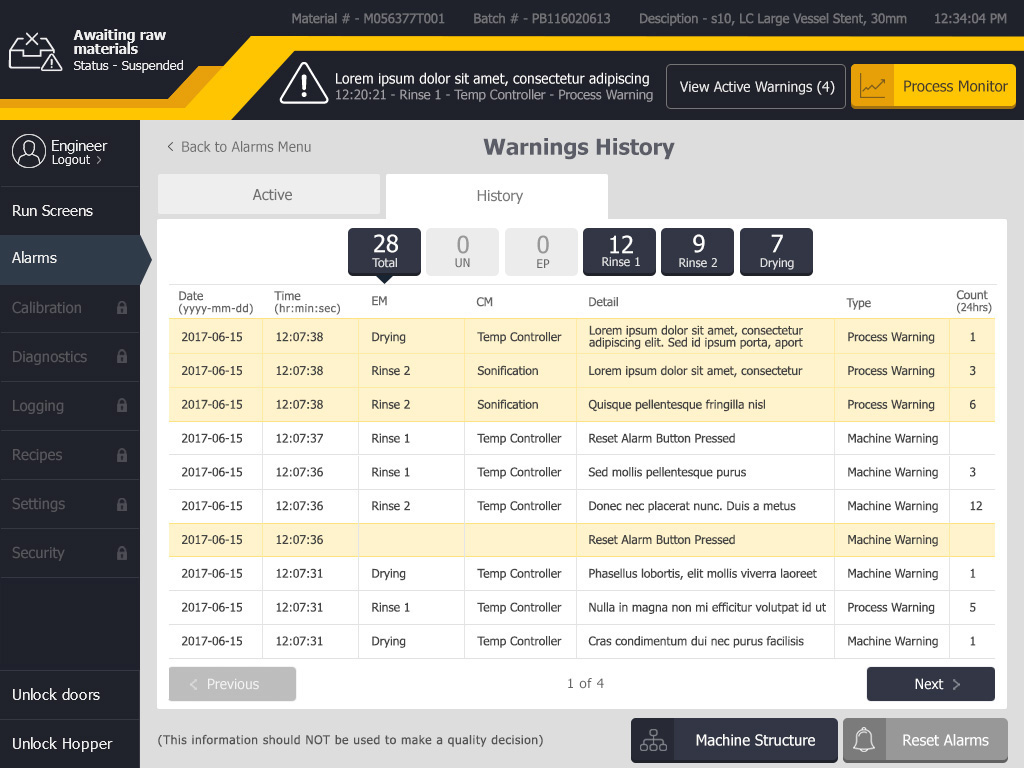 Material # - M056377T001 Batch # - PB116020613 Desciption - s10, LC Large Vessel Stent, 30mm 12:34:04 PM
Awaiting raw
materials
Status - Suspended
Lorem ipsum dolor sit amet, consectetur adipiscing
12:20:21 - Rinse 1 - Temp Controller - Process Warning
View Active Warnings (4)
Process Monitor
Engineer
Logout >
Run Screens
Alarms
Calibration
Diagnostics
Logging
Recipes
Settings
Security
Unlock doors
Unlock Hopper
< Back to Alarms Menu
Warnings History
Active
History
28
Total
0
UN
0
EP
12
Rinse 1
9
Rinse 2
7
Drying
Date (yyyy-mm-dd) Time (hr:min:sec) EM CM Detail Type Count (24hrs)
2017-06-15 12:07:38 Drying Temp Controller Lorem ipsum dolor sit amet, consectetur
adipiscing elit. Sed id ipsum porta, aport Process Warning 1
2017-06-15 12:07:38 Rinse 2 Sonification Lorem ipsum dolor sit amet, consectetur Process Warning 3
2017-06-15 12:07:38 Rinse 2 Sonification Quisque pellentesque fringilla nisl Process Warning 6
2017-06-15 12:07:37 Rinse 1 Temp Controller Reset Alarm Button Pressed Machine Warning
2017-06-15 12:07:36 Rinse 1 Temp Controller Sed mollis pellentesque purus Machine Warning 3
2017-06-15 12:07:36 Rinse 2 Temp Controller Donec nec placerat nunc. Duis a metus Machine Warning 12
2017-06-15 12:07:36 Reset Alarm Button Pressed Machine Warning
2017-06-15 12:07:31 Drying Temp Controller Phasellus lobortis, elit mollis viverra laoreet Machine Warning 1
2017-06-15 12:07:31 Rinse 1 Temp Controller Nulla in magna non mi efficitur volutpat id ut Process Warning 5
2017-06-15 12:07:31 Drying Temp Controller Cras condimentum dui nec purus facilisis Machine Warning 1
< Previous
1 of 4
Next >
(This information should NOT be used to make a quality decision)
Machine Structure
Reset Alarms